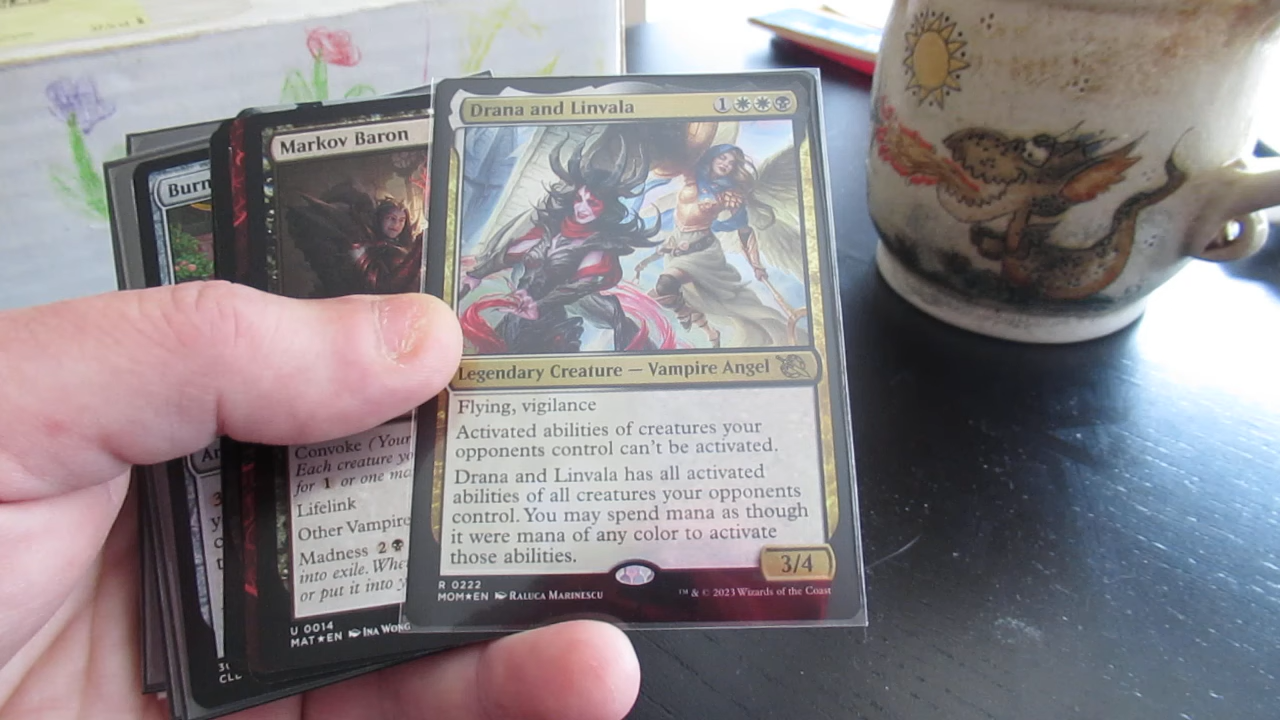 Drana and Linvala 1
Legendary Creature — Vampire Angel
Flying, vigilance
Activated abilities of creatures your
opponents control can't be activated.
Drana and Linvala has all activated
abilities of all creatures your opponents
control. You may spend mana as though
it were mana of any color to activate
those abilities.
3/4
R 0222
MOM★EN Raluca Marinescu
™ & © 2023 Wizards of the Coast
Markov Baron
Convoke (Your
Each creature yo
for 1 or one ma
Lifelink
Other Vampire
Madness 2
into exile. Whe
or put it into y
U 0014
MAT★EN Ina Wong
Burn
Ar